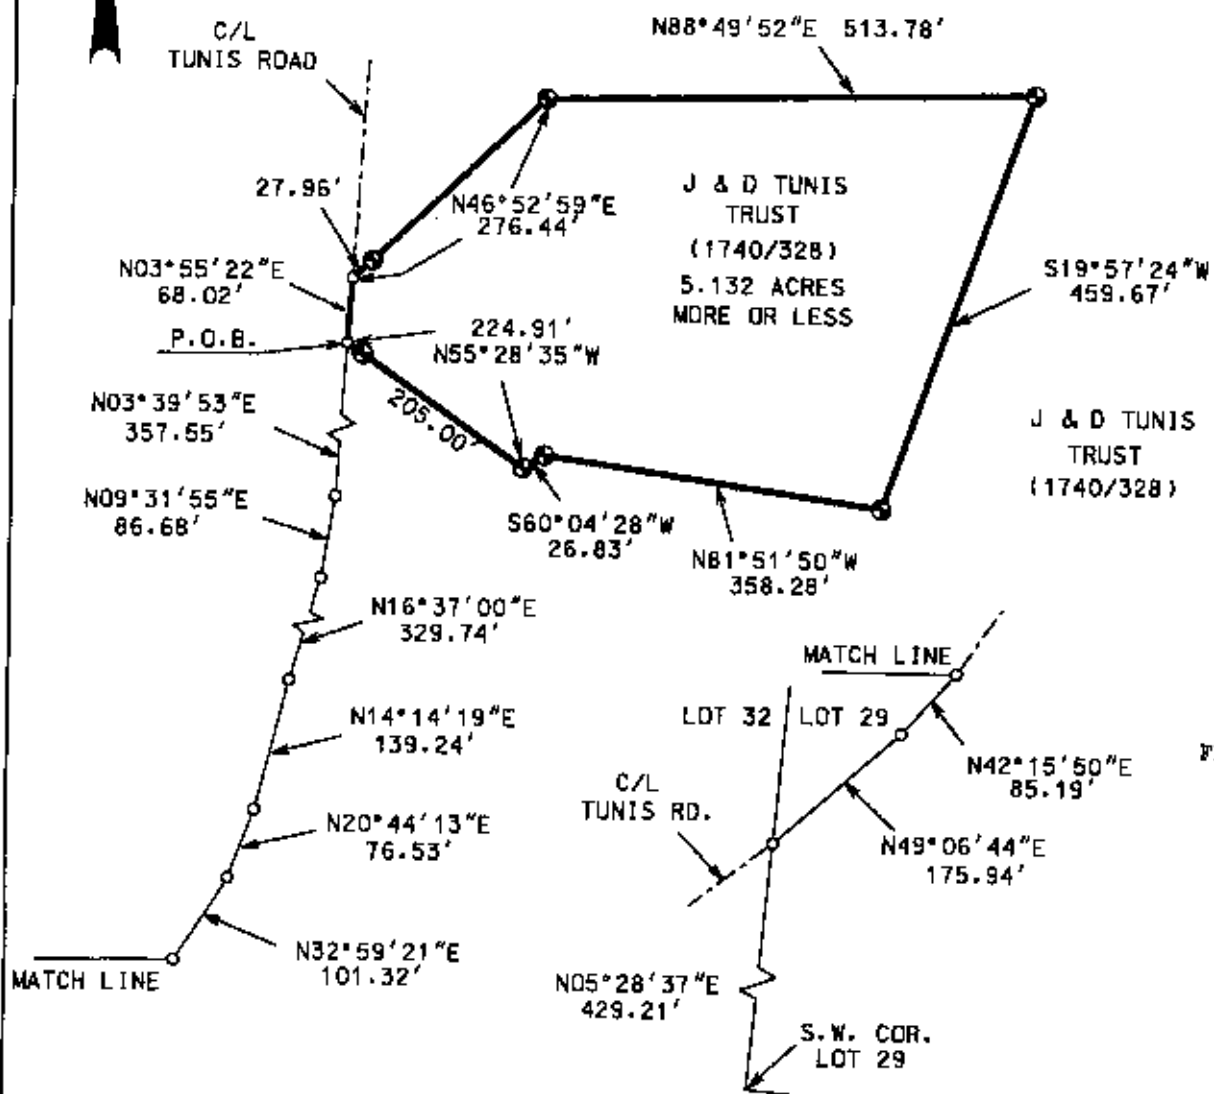 N88°49'52"E 513.78'
C/L
TUNIS ROAD
27.96'
N46°52'59"E
276.44'
J & D TUNIS
TRUST
(1740/328)
5.132 ACRES
MORE OR LESS
N03°55'22"E
68.02'
S19°57'24"W
459.67'
P.O.B.
224.91'
N55°28'35"W
205.00'
N03°39'53"E
357.55'
J & D TUNIS
TRUST
(1740/328)
N09°31'55"E
86.68'
S60°04'28"W
26.83'
N81°51'50"W
358.28'
N16°37'00"E
329.74'
MATCH LINE
LOT 32
LOT 29
N14°14'19"E
139.24'
N42°15'50"E
85.19'
F
C/L
TUNIS RD.
N20°44'13"E
76.53'
N49°06'44"E
175.94'
N32°59'21"E
101.32'
MATCH LINE
N05°28'37"E
429.21'
S.W. COR.
LOT 29